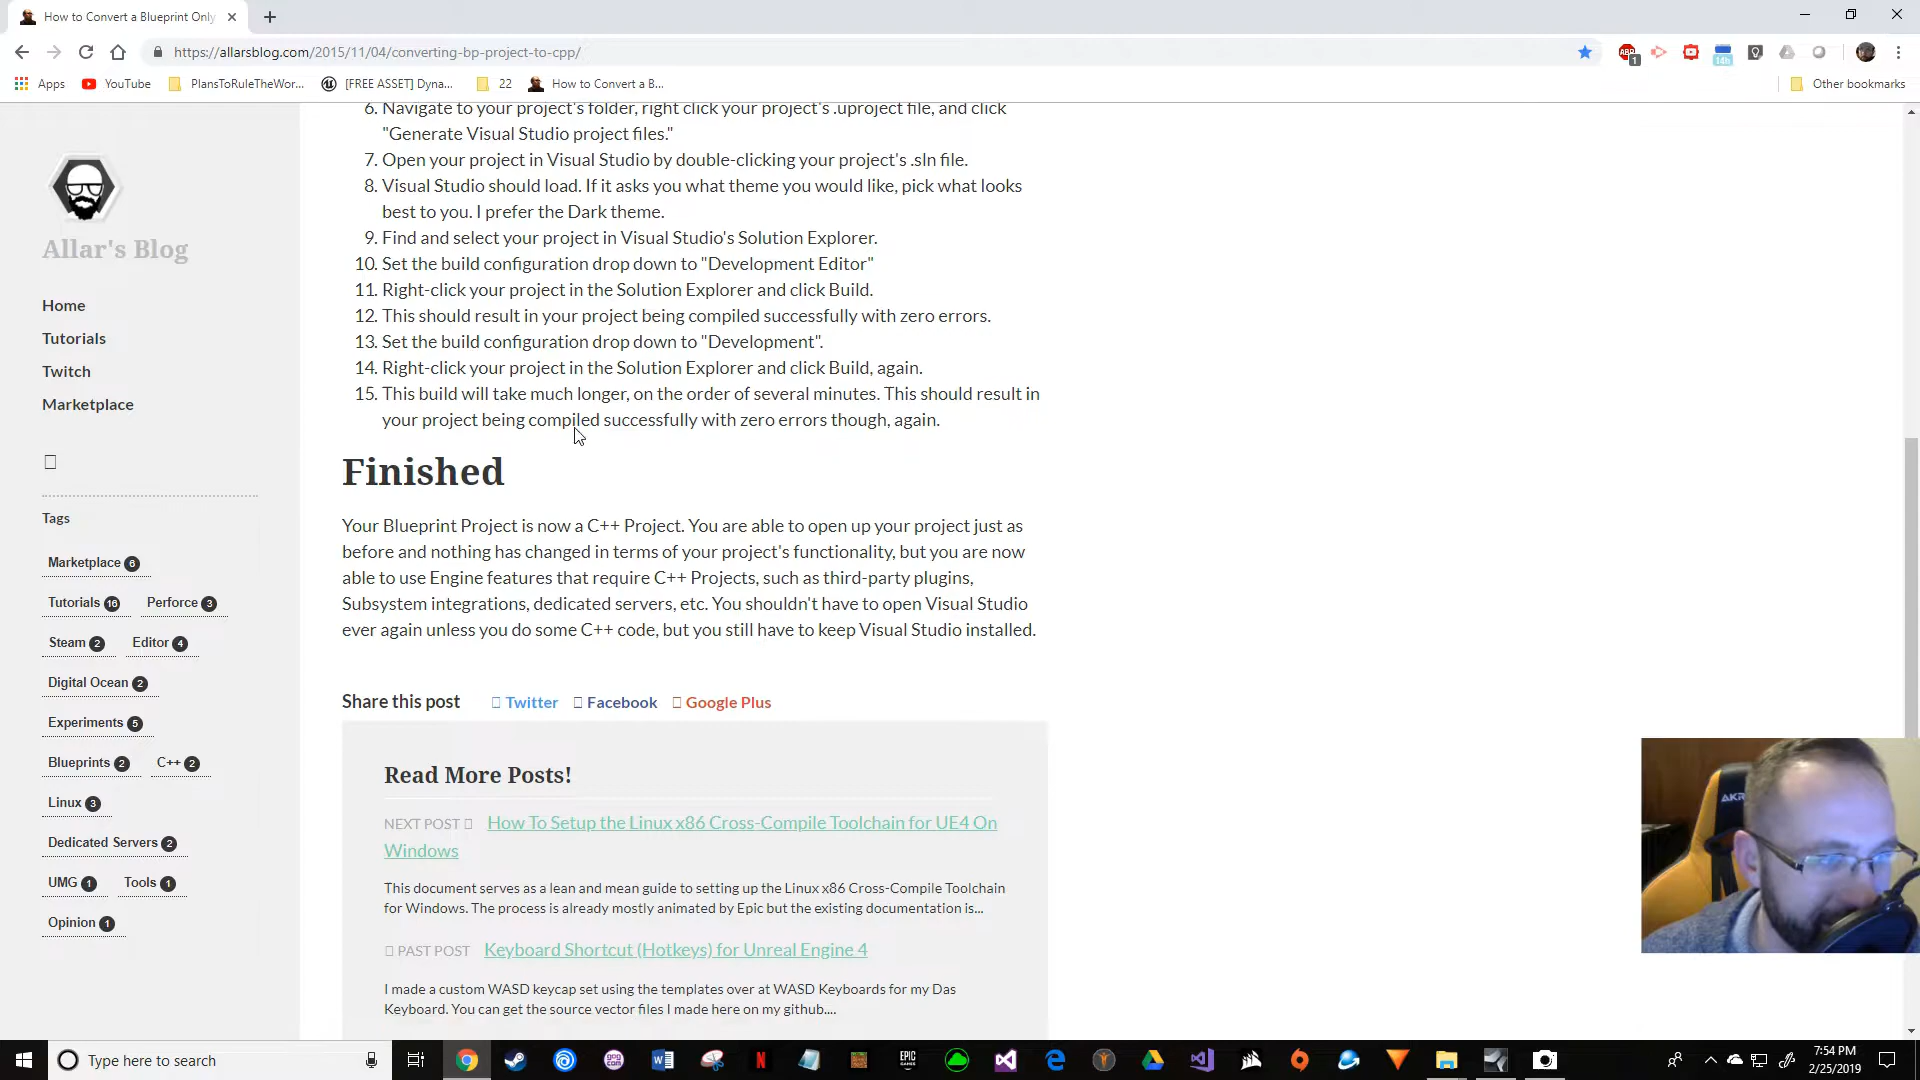 How to Convert a Blueprint Only
https://allarsblog.com/2015/11/04/converting-bp-project-to-cpp/
ABP
1
14h
Apps
YouTube
PlansToRuleTheWor...
[FREE ASSET] Dyna...
22
How to Convert a B...
Other bookmarks
6. Navigate to your project's folder, right click your project's .uproject file, and click
"Generate Visual Studio project files."
7. Open your project in Visual Studio by double-clicking your project's .sln file.
8. Visual Studio should load. If it asks you what theme you would like, pick what looks
best to you. I prefer the Dark theme.
9. Find and select your project in Visual Studio's Solution Explorer.
10. Set the build configuration drop down to "Development Editor"
11. Right-click your project in the Solution Explorer and click Build.
12. This should result in your project being compiled successfully with zero errors.
13. Set the build configuration drop down to "Development".
14. Right-click your project in the Solution Explorer and click Build, again.
15. This build will take much longer, on the order of several minutes. This should result in
your project being compiled successfully with zero errors though, again.
Finished
Your Blueprint Project is now a C++ Project. You are able to open up your project just as
before and nothing has changed in terms of your project's functionality, but you are now
able to use Engine features that require C++ Projects, such as third-party plugins,
Subsystem integrations, dedicated servers, etc. You shouldn't have to open Visual Studio
ever again unless you do some C++ code, but you still have to keep Visual Studio installed.
Share this post
Twitter
Facebook
Google Plus
Read More Posts!
NEXT POST How To Setup the Linux x86 Cross-Compile Toolchain for UE4 On
Windows
This document serves as a lean and mean guide to setting up the Linux x86 Cross-Compile Toolchain
for Windows. The process is already mostly animated by Epic but the existing documentation is...
PAST POST Keyboard Shortcut (Hotkeys) for Unreal Engine 4
I made a custom WASD keycap set using the templates over at WASD Keyboards for my Das
Keyboard. You can get the source vector files I made here on my github....
Allar's Blog
Home
Tutorials
Twitch
Marketplace
Tags
Marketplace 6
Tutorials 16 Perforce 3
Steam 2 Editor 4
Digital Ocean 2
Experiments 5
Blueprints 2 C++ 2
Linux 3
Dedicated Servers 2
UMG 1 Tools 1
Opinion 1
AKR
Type here to search
GOG
COM
EPIC
GAMES
7:54 PM
2/25/2019